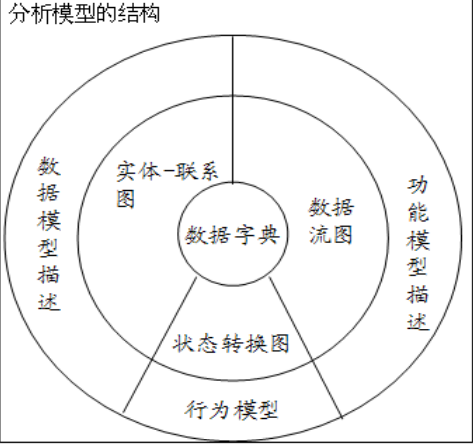 分析模型的结构
数据模型描述
实体-联系
图
数据字典
数据
流图
功能模型描述
状态转换图
行为模型